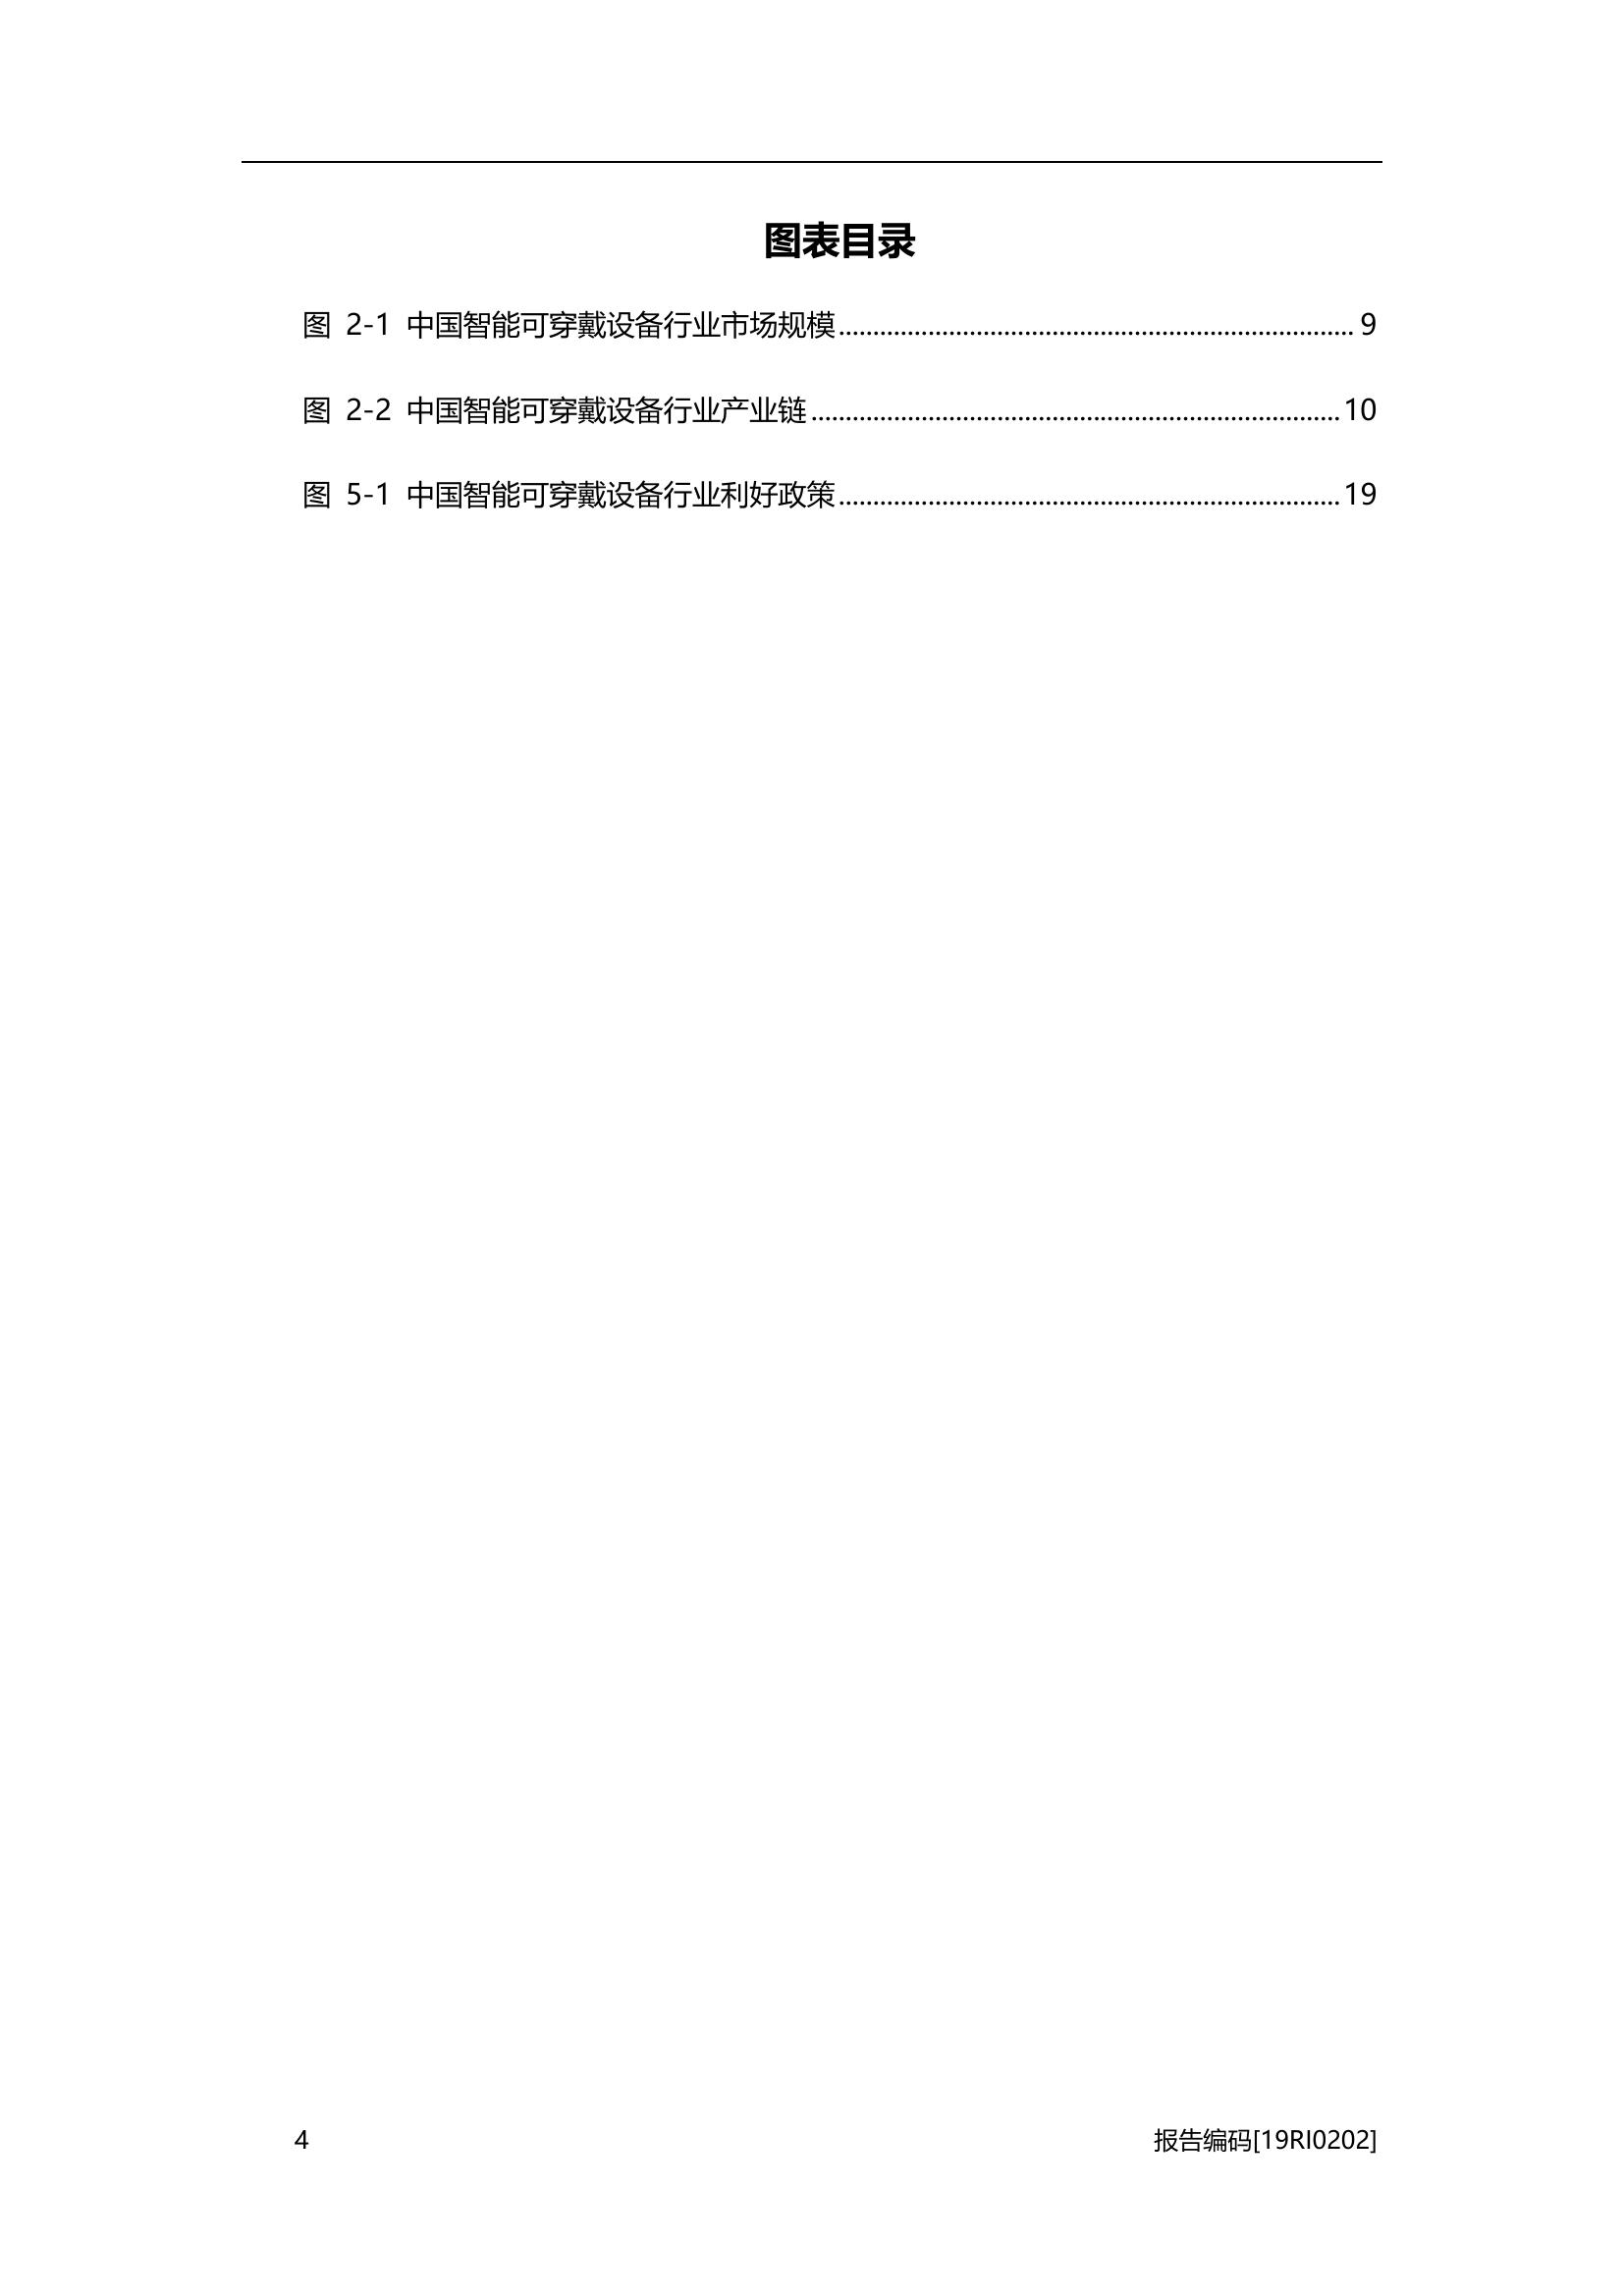 图表目录
图 2-1 中国智能可穿戴设备行业市场规模........................................................................... 9
图 2-2 中国智能可穿戴设备行业产业链............................................................................. 10
图 5-1 中国智能可穿戴设备行业利好政策......................................................................... 19
4 报告编码[19RI0202]